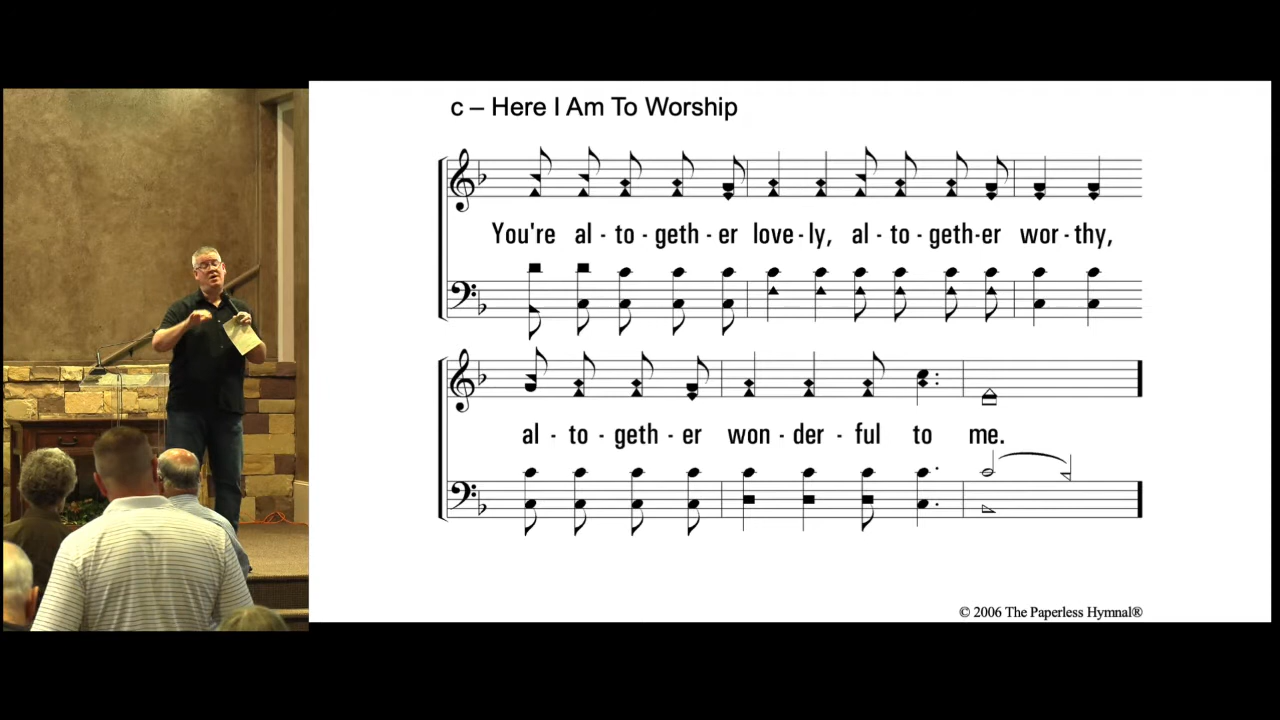 c – Here I Am To Worship
You're al - to - geth - er love - ly, al - to - geth - er wor - thy,
al - to - geth - er won - der - ful to me.
© 2006 The Paperless Hymnal®